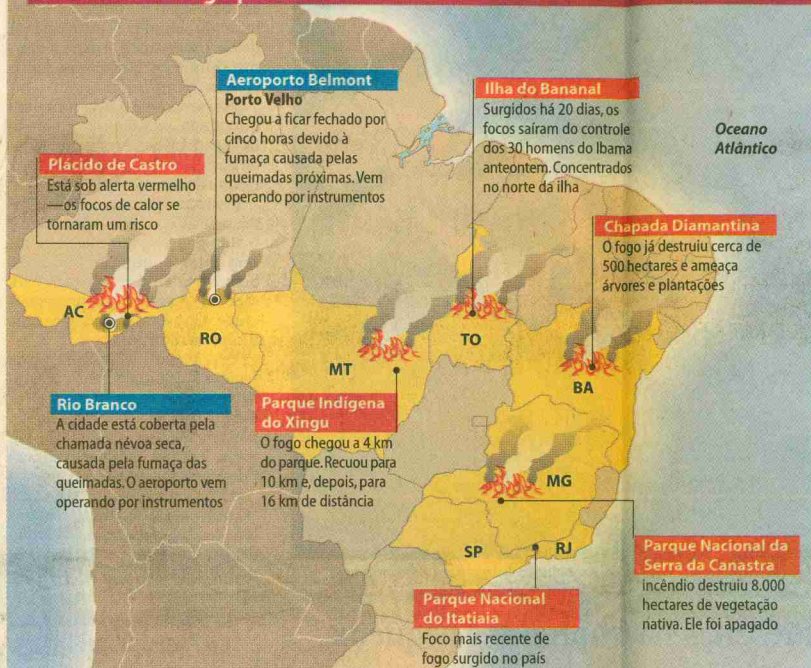 Aeroporto Belmont
Porto Velho
Chegou a ficar fechado por
cinco horas devido à
fumaça causada pelas
queimadas próximas. Vem
operando por instrumentos
Ilha do Bananal
Surgidos há 20 dias, os
focos saíram do controle
dos 30 homens do Ibama
anteontem. Concentrados
no norte da ilha
Oceano
Atlântico
Plácido de Castro
Está sob alerta vermelho
—os focos de calor se
tornaram um risco
Chapada Diamantina
O fogo já destruiu cerca de
500 hectares e ameaça
árvores e plantações
AC
RO
MT
TO
BA
Rio Branco
A cidade está coberta pela
chamada névoa seca,
causada pela fumaça das
queimadas. O aeroporto vem
operando por instrumentos
Parque Indígena
do Xingu
O fogo chegou a 4 km
do parque. Recuou para
10 km e, depois, para
16 km de distância
MG
SP
RJ
Parque Nacional da
Serra da Canastra
Incêndio destruiu 8.000
hectares de vegetação
nativa. Ele foi apagado
Parque Nacional
do Itatiaia
Foco mais recente de
fogo surgido no país